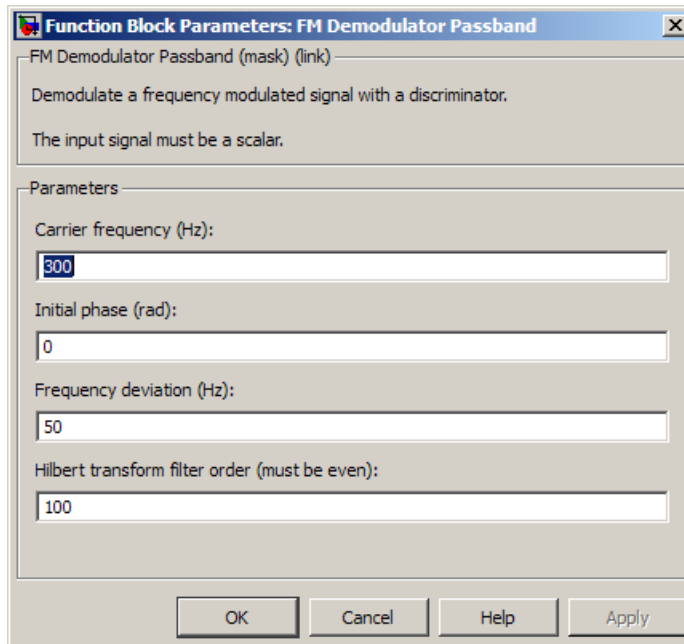 Function Block Parameters: FM Demodulator Passband
FM Demodulator Passband (mask) (link)
Demodulate a frequency modulated signal with a discriminator.
The input signal must be a scalar.
Parameters
Carrier frequency (Hz):
300
Initial phase (rad):
0
Frequency deviation (Hz):
50
Hilbert transform filter order (must be even):
100
OK Cancel Help Apply